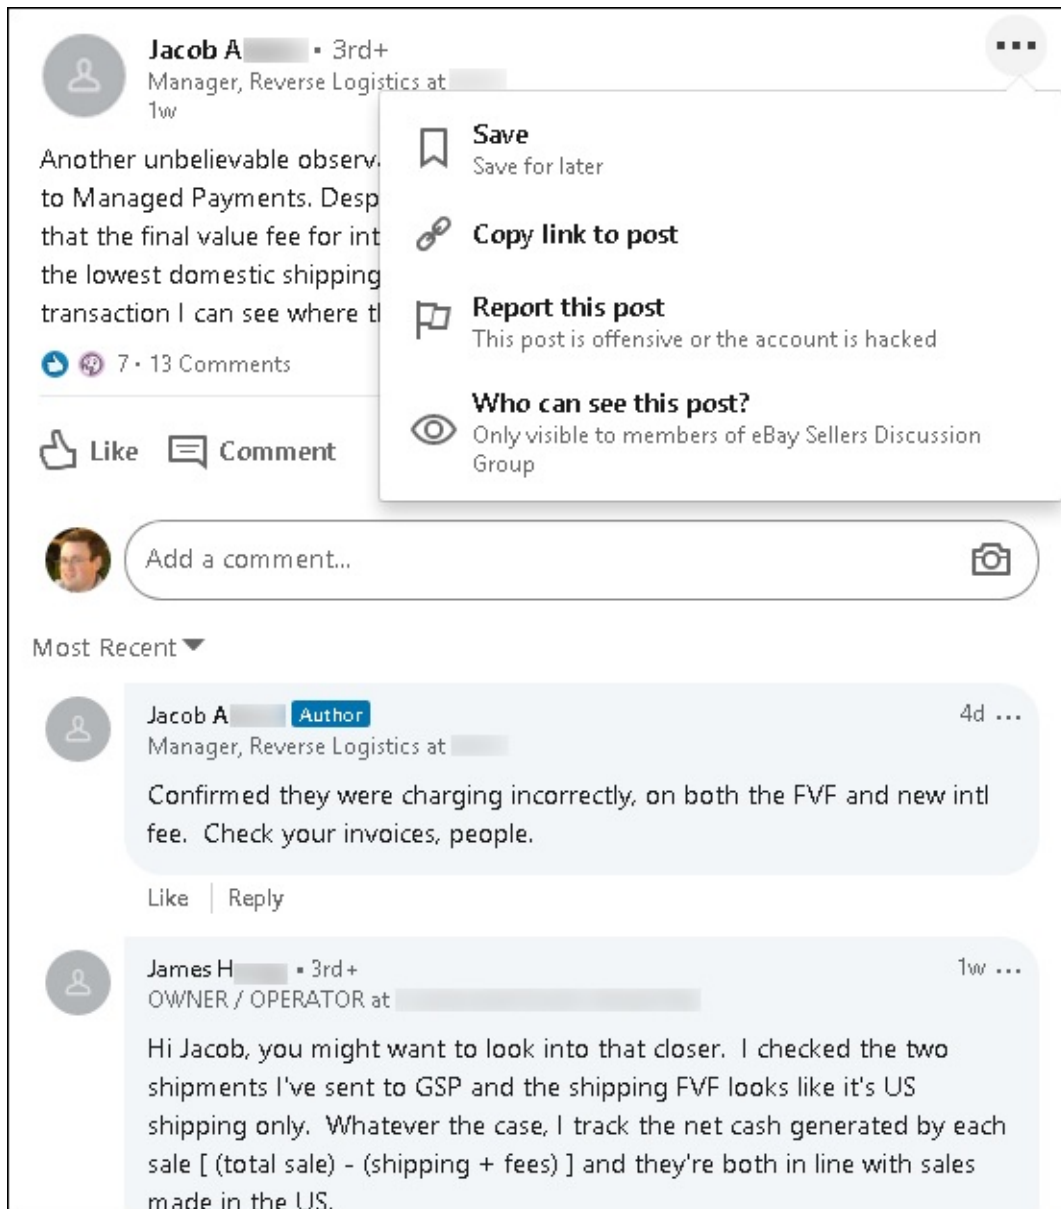 Jacob A • 3rd+
Manager, Reverse Logistics at
1w
Another unbelievable observ
to Managed Payments. Desp
that the final value fee for int
the lowest domestic shipping
transaction I can see where t
7 • 13 Comments
Like Comment
Save
Save for later
Copy link to post
Report this post
This post is offensive or the account is hacked
Who can see this post?
Only visible to members of eBay Sellers Discussion
Group
Add a comment...
Most Recent
Jacob A Author 4d ...
Manager, Reverse Logistics at
Confirmed they were charging incorrectly, on both the FVF and new intl
fee. Check your invoices, people.
Like | Reply
James H • 3rd+ 1w ...
OWNER / OPERATOR at
Hi Jacob, you might want to look into that closer. I checked the two
shipments I've sent to GSP and the shipping FVF looks like it's US
shipping only. Whatever the case, I track the net cash generated by each
sale [ (total sale) - (shipping + fees) ] and they're both in line with sales
made in the US.